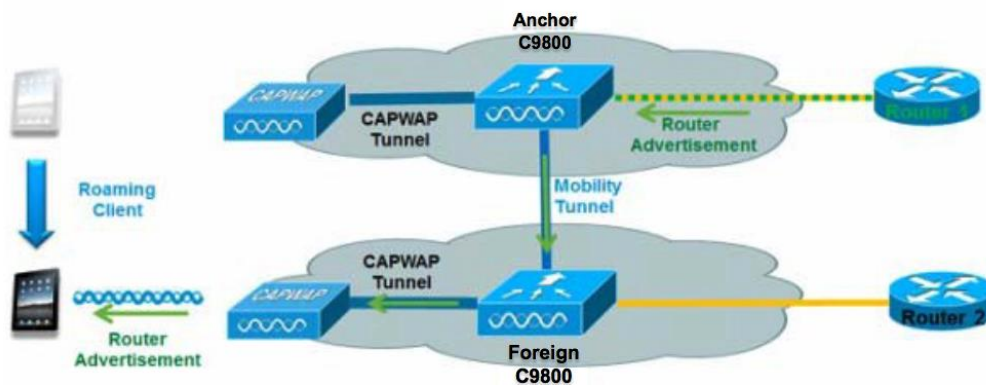 Anchor
C9800
CAPWAP
CAPWAP
Tunnel
Router
Advertisement
Router 1
Roaming
Client
Mobility
Tunnel
CAPWAP
Tunnel
CAPWAP
Router 2
Router
Advertisement
Foreign
C9800